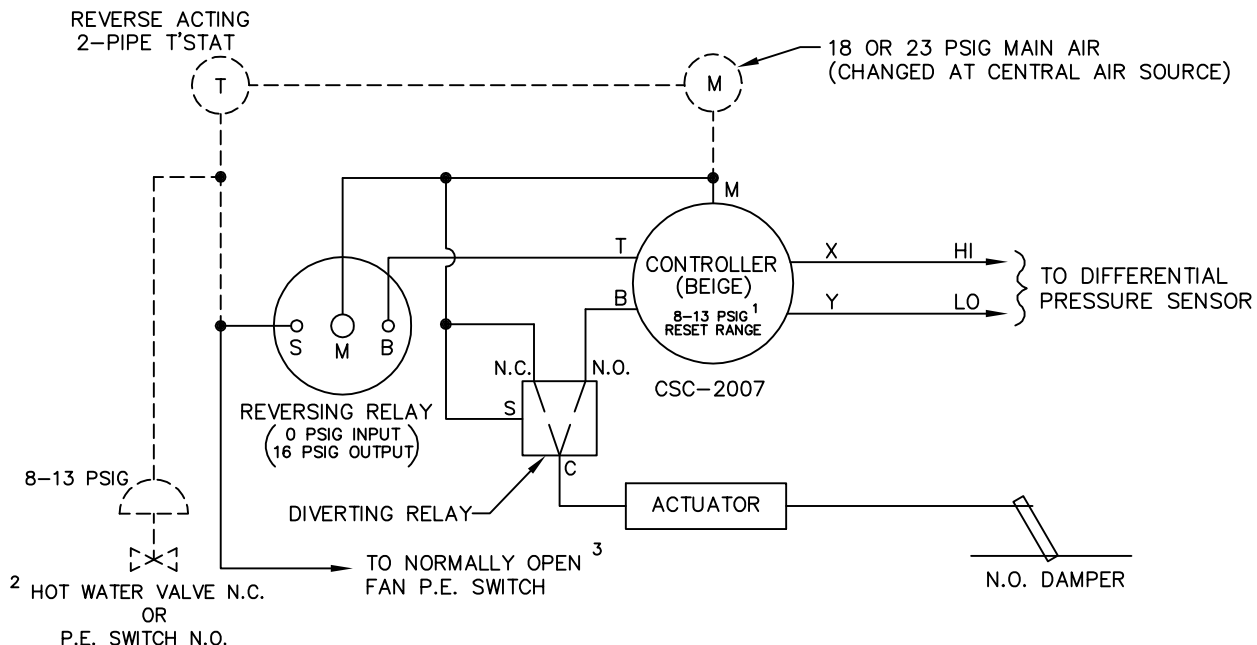 REVERSE ACTING
2-PIPE T'STAT
T
M
18 OR 23 PSIG MAIN AIR
(CHANGED AT CENTRAL AIR SOURCE)
M
T
B
CONTROLLER
(BEIGE)
8-13 PSIG 1
RESET RANGE
CSC-2007
X
HI
Y
LO
TO DIFFERENTIAL
PRESSURE SENSOR
S
M
B
REVERSING RELAY
(0 PSIG INPUT
16 PSIG OUTPUT)
N.C.
N.O.
S
C
DIVERTING RELAY
ACTUATOR
N.O. DAMPER
8-13 PSIG
TO NORMALLY OPEN 3
FAN P.E. SWITCH
2 HOT WATER VALVE N.C.
OR
P.E. SWITCH N.O.